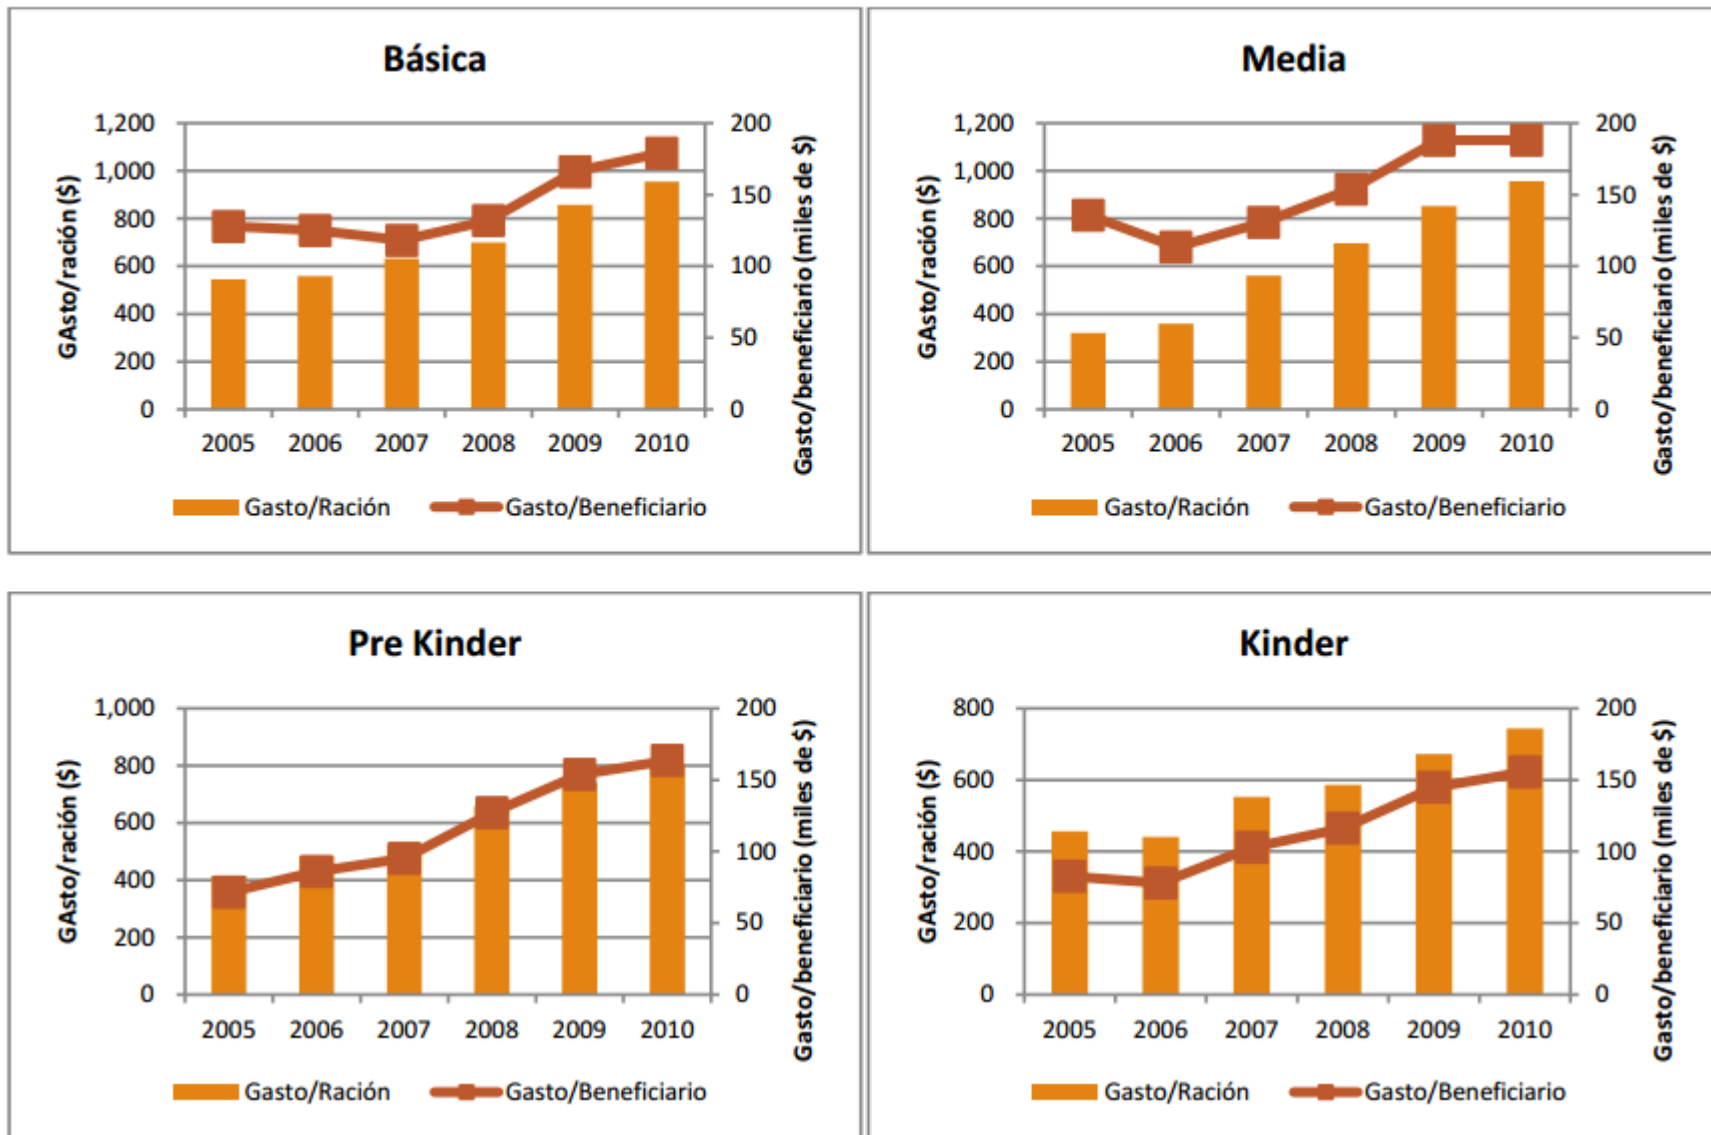 Básica
1,200
1,000
800
600
400
200
0
GAsto/ración ($)
200
150
100
50
0
Gasto/beneficiario (miles de $)
2005 2006 2007 2008 2009 2010
Gasto/Ración Gasto/Beneficiario
Media
1,200
1,000
800
600
400
200
0
GAsto/ración ($)
200
150
100
50
0
Gasto/beneficiario (miles de $)
2005 2006 2007 2008 2009 2010
Gasto/Ración Gasto/Beneficiario
Pre Kinder
1,000
800
600
400
200
0
GAsto/ración ($)
200
150
100
50
0
Gasto/beneficiario (miles de $)
2005 2006 2007 2008 2009 2010
Gasto/Ración Gasto/Beneficiario
Kinder
800
600
400
200
0
GAsto/ración ($)
200
150
100
50
0
Gasto/beneficiario (miles de $)
2005 2006 2007 2008 2009 2010
Gasto/Ración Gasto/Beneficiario